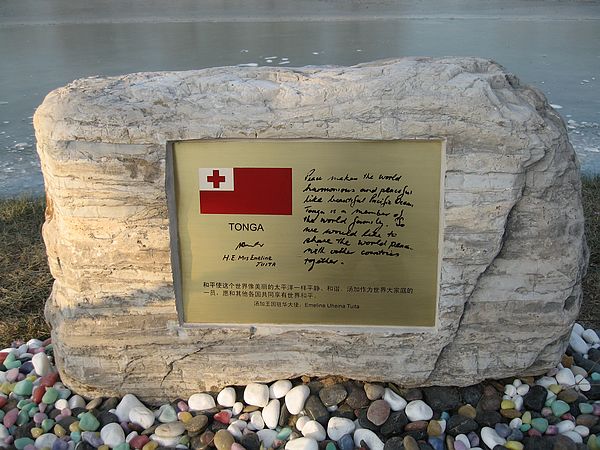 TONGA
H.E Mrs Emeline
TUITA
Peace makes the world
harmonious and peaceful
like beautiful Pacific Ocean.
Tonga is a member of
the world family. So
we would like to
share the world peace
with other countries
together.
和平使这个世界像美丽的太平洋一样平静、和谐。汤加作为世界大家庭的
一员，愿和其他各国共同享有世界和平。
汤加王国驻华大使：Emeline Uheina Tuita